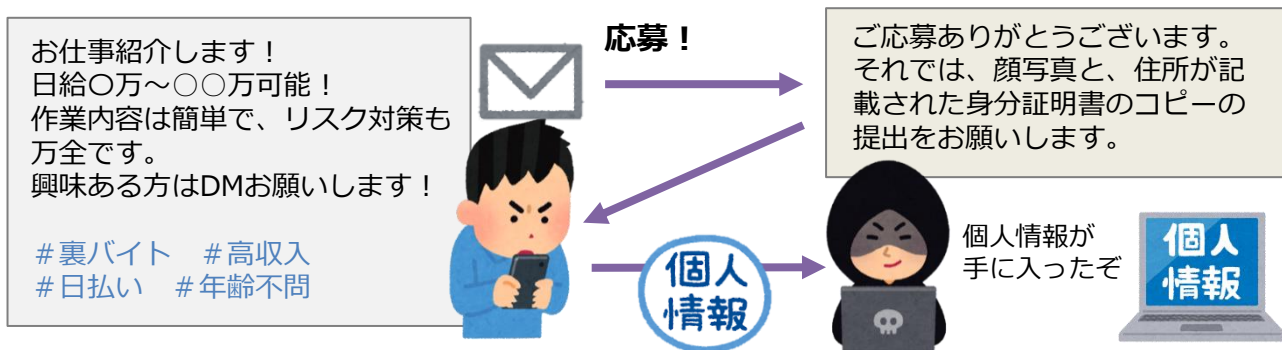 お仕事紹介します！
日給〇万～○○万可能！
作業内容は簡単で、リスク対策も
万全です。
興味ある方はDMお願いします！
＃裏バイト　＃高収入
＃日払い　＃年齢不問
応募！
ご応募ありがとうございます。
それでは、顔写真と、住所が記
載された身分証明書のコピーの
提出をお願いします。
個人
情報
個人情報が
手に入ったぞ
個人
情報